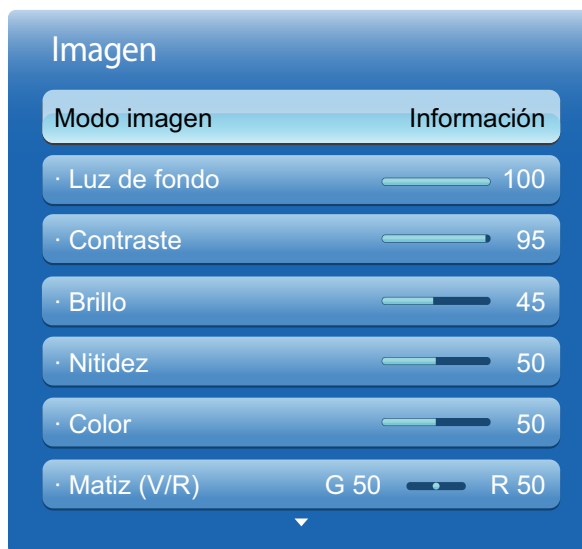 Imagen
Modo imagen Información
· Luz de fondo 100
· Contraste 95
· Brillo 45
· Nitidez 50
· Color 50
· Matiz (V/R) G 50 R 50